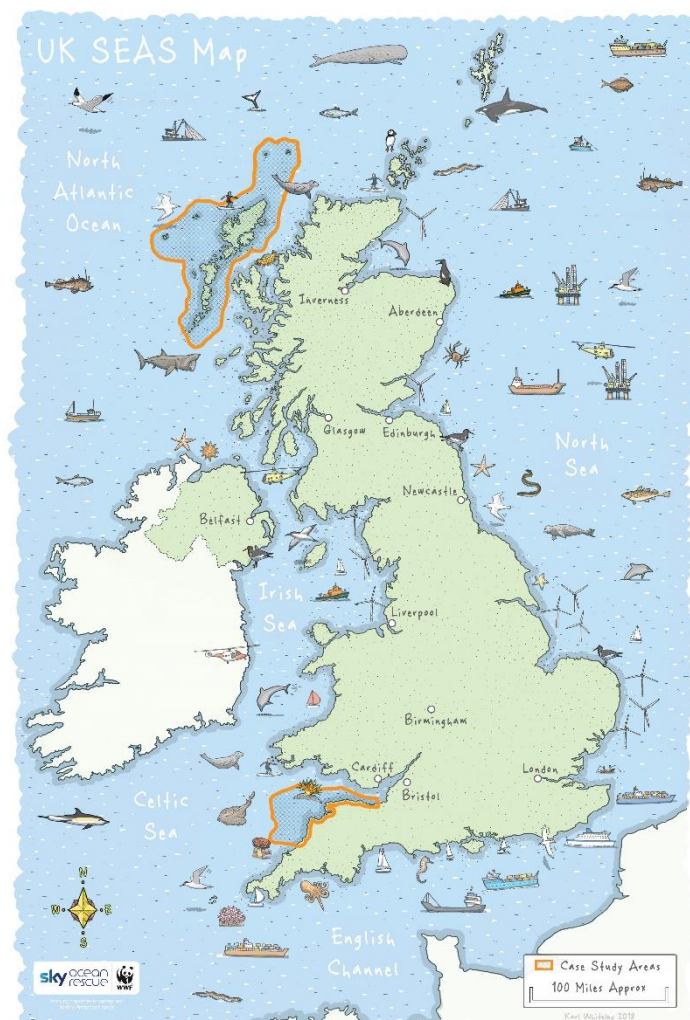 UK SEAS Map
North
Atlantic
Ocean
Inverness
Aberdeen
Glasgow
Edinburgh
North
Sea
Newcastle
Belfast
Irish
Sea
Liverpool
Birmingham
Cardiff
Bristol
London
Celtic
Sea
N
W
E
S
English
Channel
sky ocean
rescue
WWF
Case Study Areas
100 Miles Approx
Karl Whiteley 2018